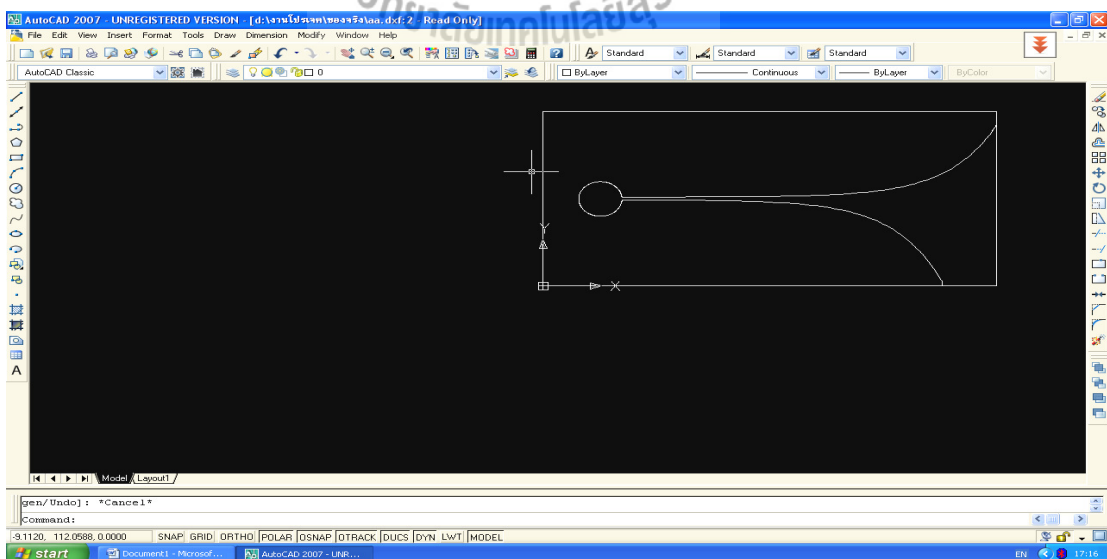 AutoCAD 2007 - UNREGISTERED VERSION - [d:\งานโปรเจค\ของจริง\aa.dxf:2 - Read Only]
File Edit View Insert Format Tools Draw Dimension Modify Window Help
Standard Standard Standard
AutoCAD Classic 0 ByLayer Continuous ByLayer ByColor
Y
X
A
Model Layout1
gen/Undo]: *Cancel*
Command:
-9.1120, 112.0588, 0.0000 SNAP GRID ORTHO POLAR OSNAP OTRACK DUCS DYN LWT MODEL
start Document1 - Microsof... AutoCAD 2007 - UNR... EN 17:16